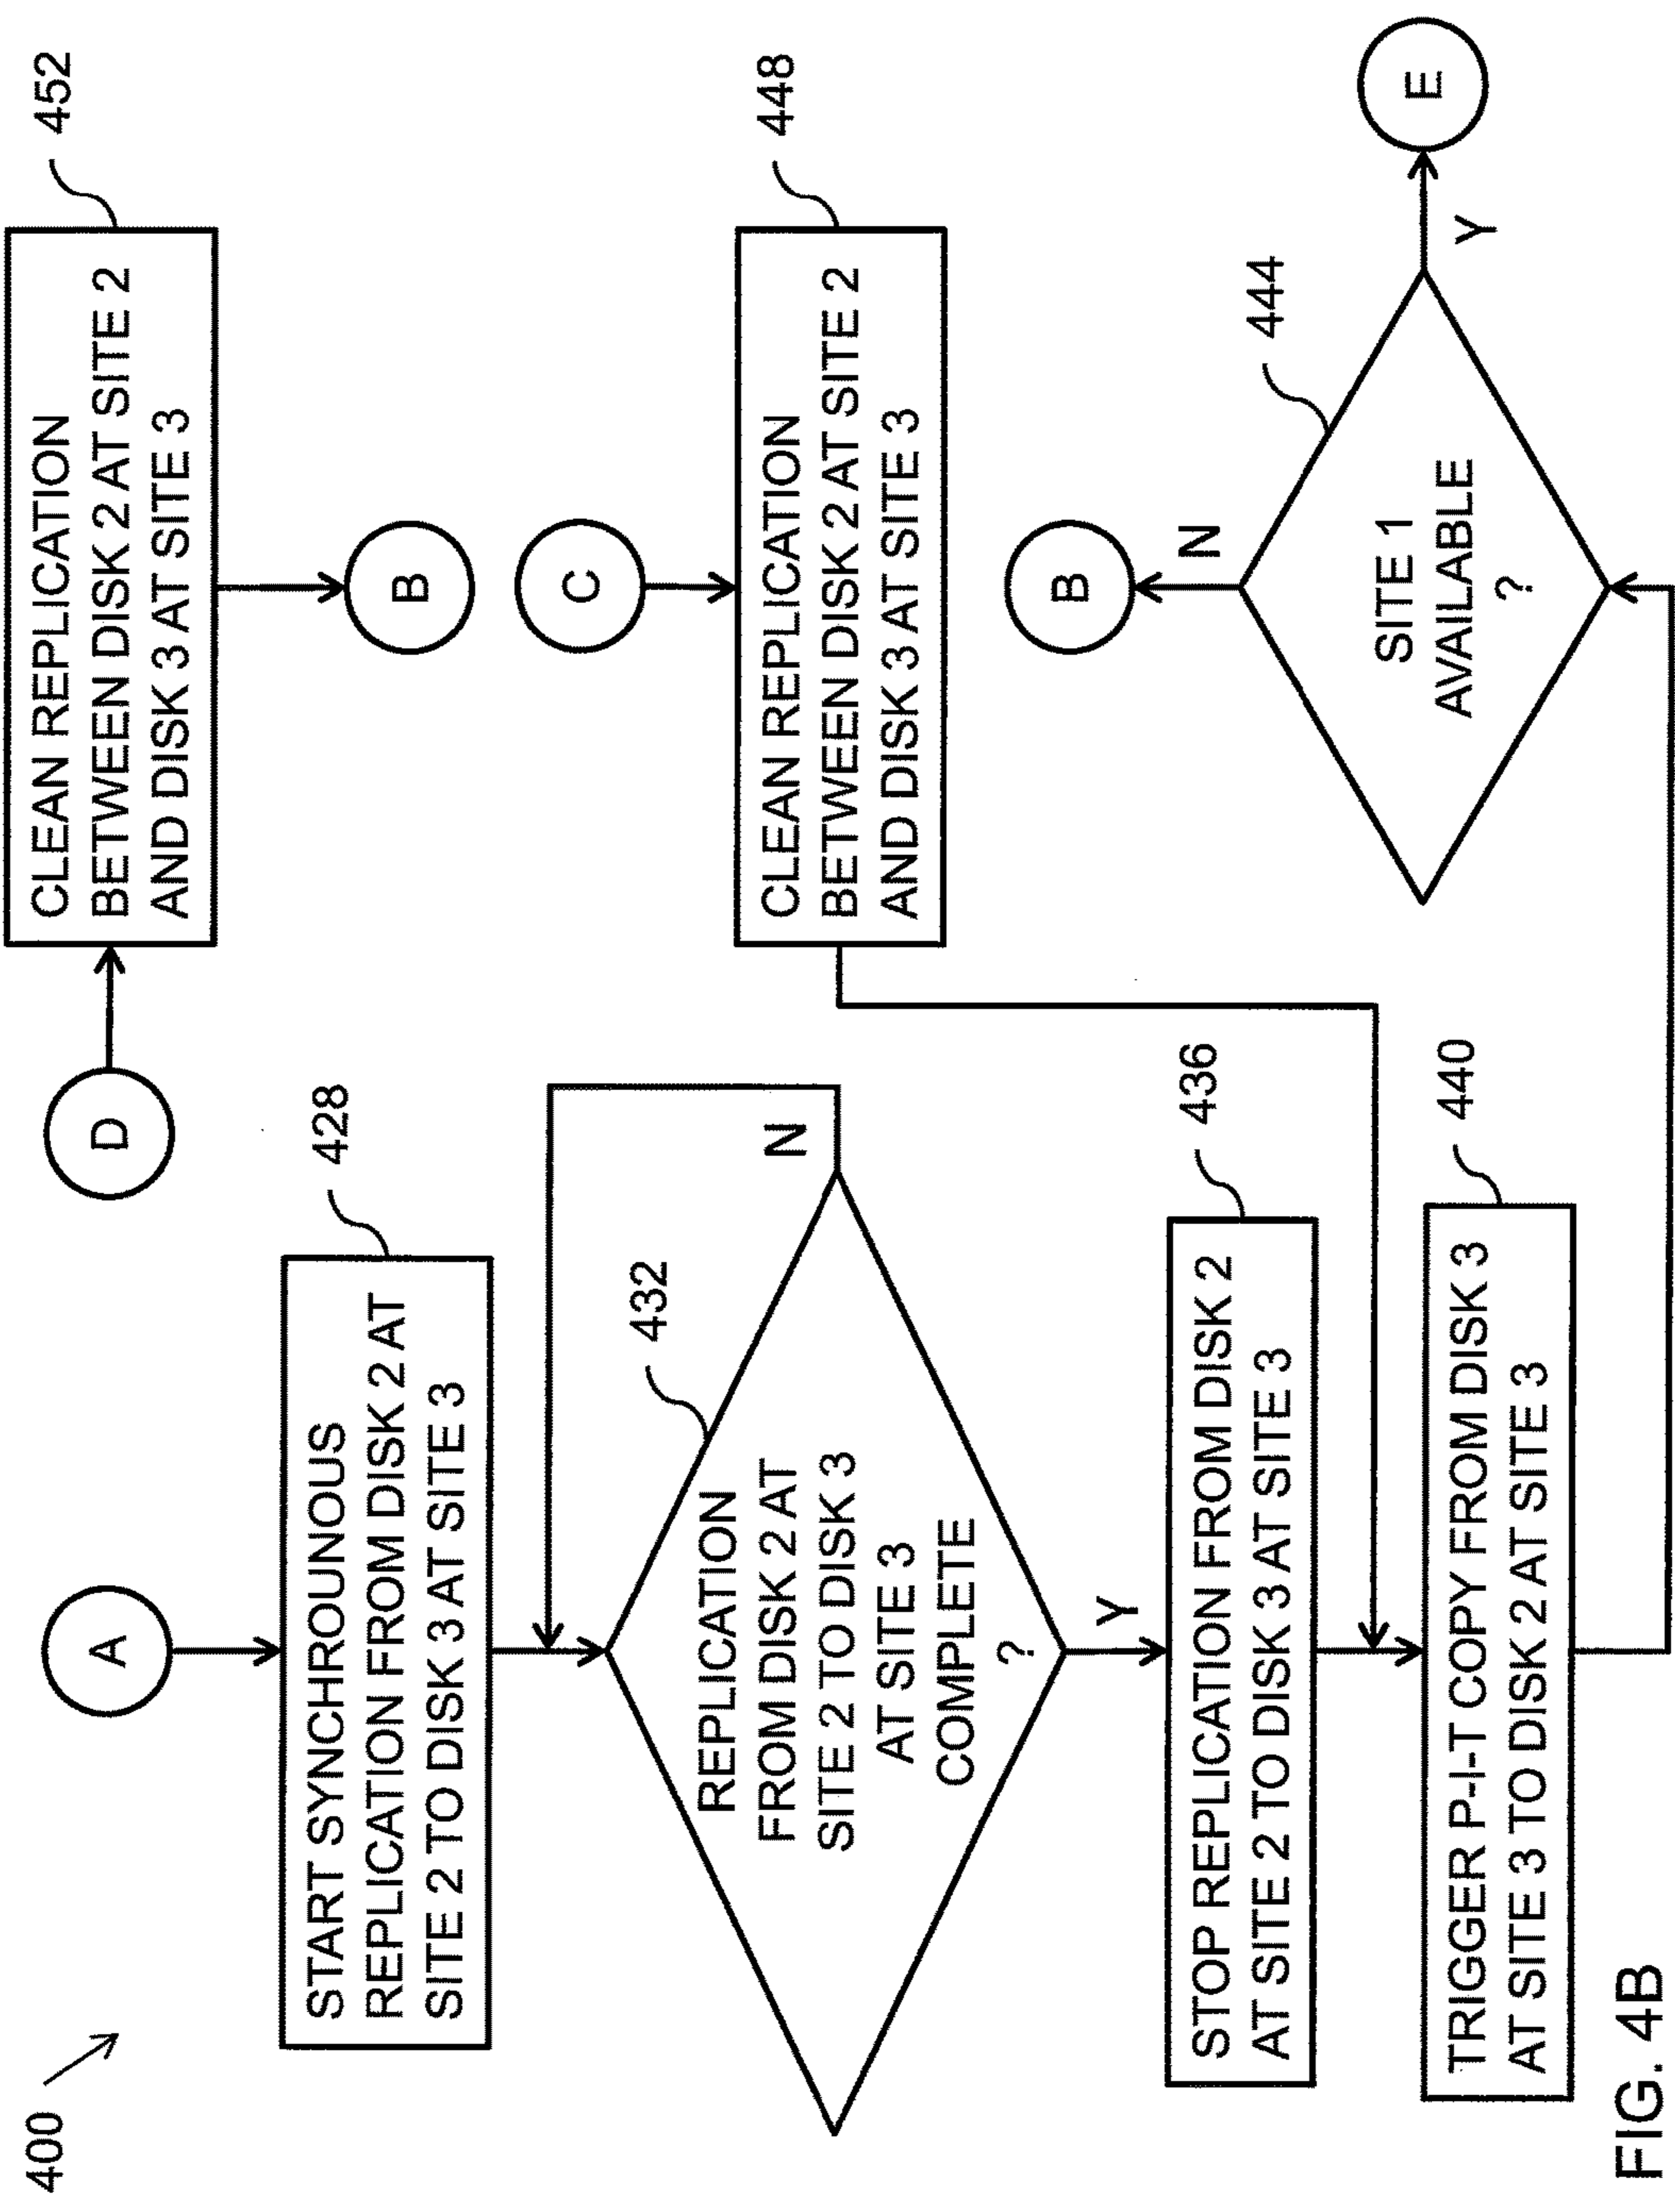 400
A
START SYNCHROUNOUS
REPLICATION FROM DISK 2 AT
SITE 2 TO DISK 3 AT SITE 3
428
REPLICATION
FROM DISK 2 AT
SITE 2 TO DISK 3
AT SITE 3
COMPLETE
?
432
N
Y
STOP REPLICATION FROM DISK 2
AT SITE 2 TO DISK 3 AT SITE 3
436
TRIGGER P-I-T COPY FROM DISK 3
AT SITE 3 TO DISK 2 AT SITE 3
440
D
CLEAN REPLICATION
BETWEEN DISK 2 AT SITE 2
AND DISK 3 AT SITE 3
452
B
C
CLEAN REPLICATION
BETWEEN DISK 2 AT SITE 2
AND DISK 3 AT SITE 3
448
B
N
SITE 1
AVAILABLE
?
444
Y
E
FIG. 4B